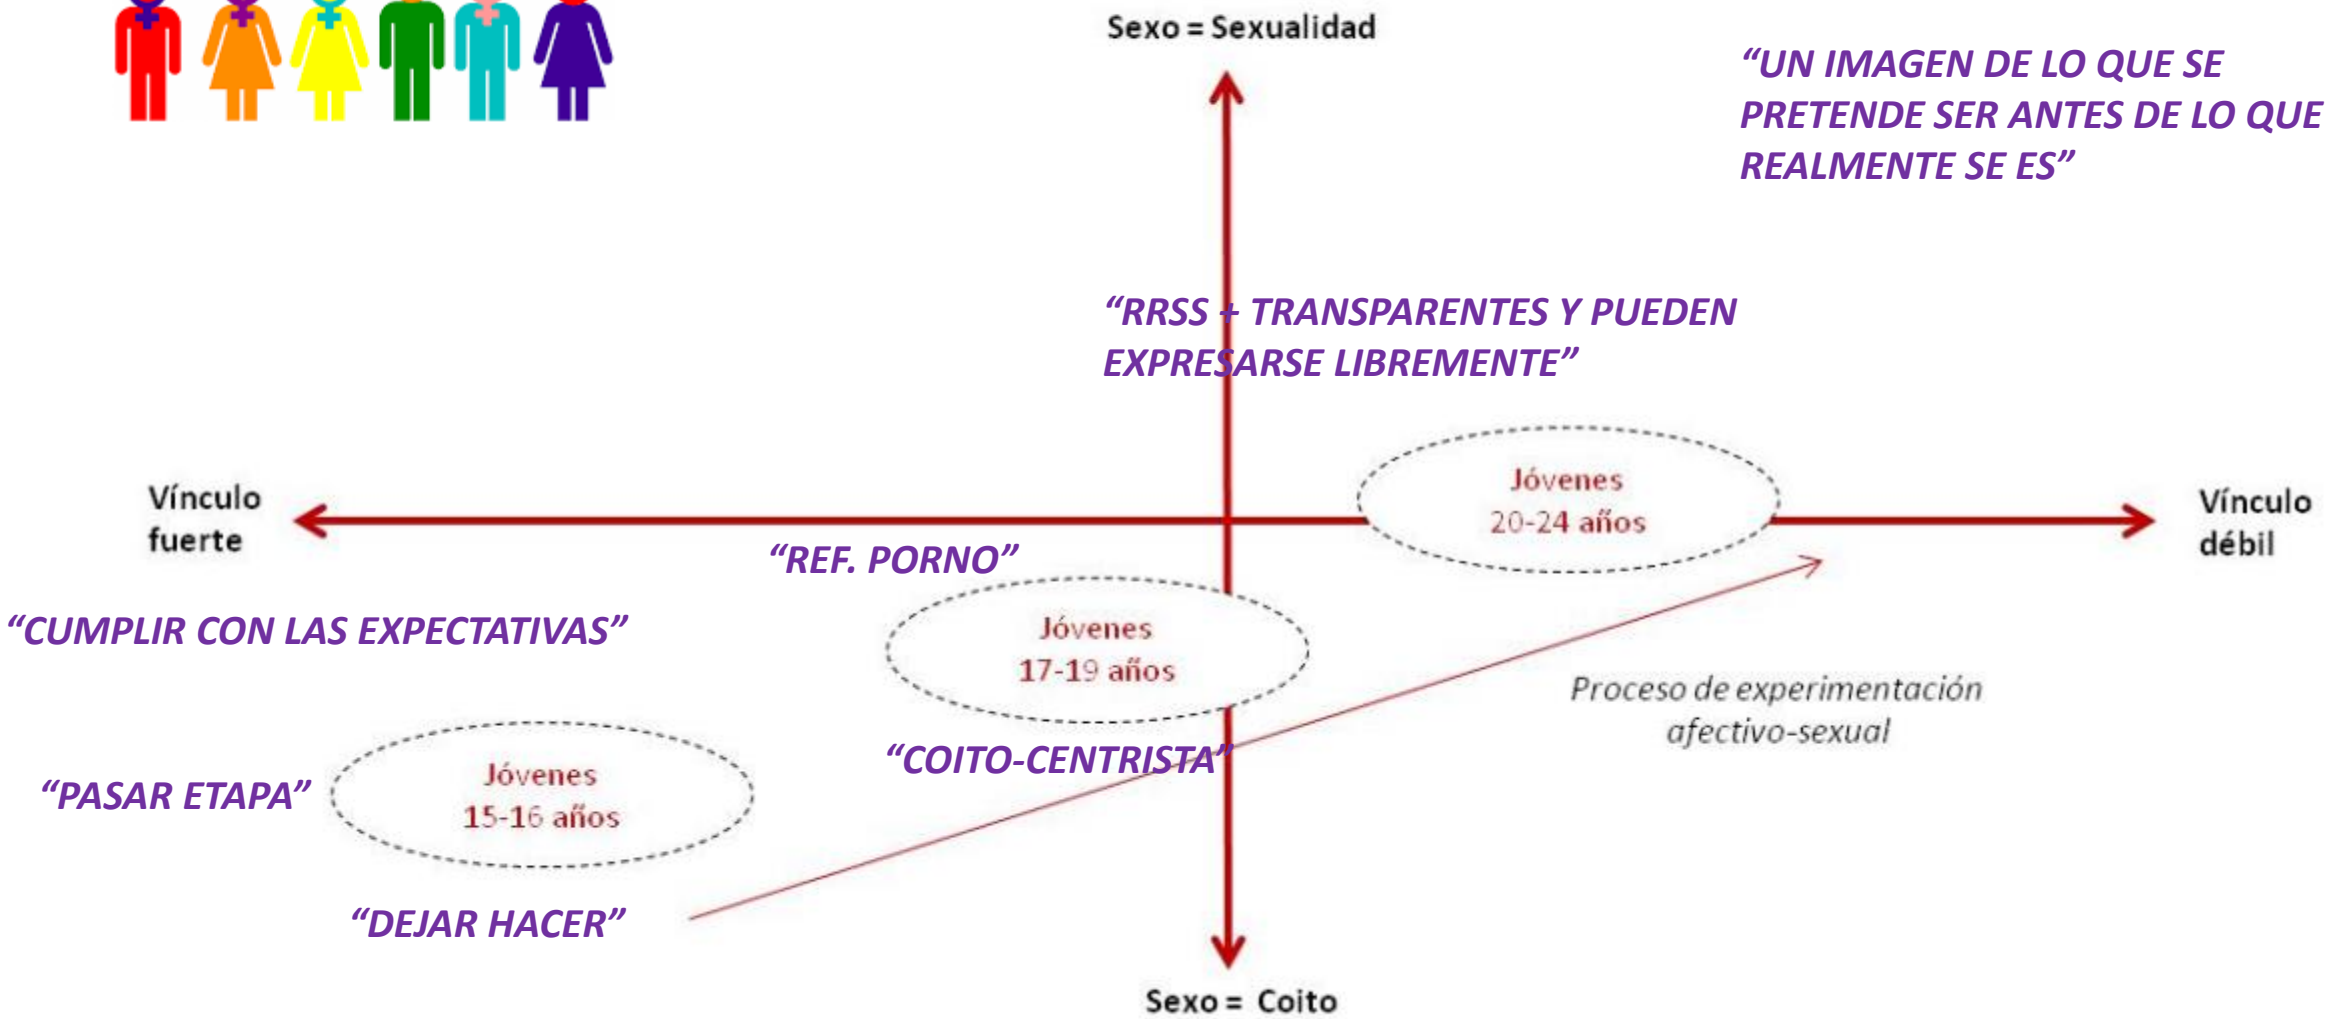 Sexo = Sexualidad
“UN IMAGEN DE LO QUE SE
PRETENDE SER ANTES DE LO QUE
REALMENTE SE ES”
“RRSS + TRANSPARENTES Y PUEDEN
EXPRESARSE LIBREMENTE”
Vínculo
fuerte
Jóvenes
20-24 años
Vínculo
débil
“REF. PORNO”
“CUMPLIR CON LAS EXPECTATIVAS”
Jóvenes
17-19 años
Proceso de experimentación
afectivo-sexual
“COITO-CENTRISTA”
“PASAR ETAPA”
Jóvenes
15-16 años
“DEJAR HACER”
Sexo = Coito